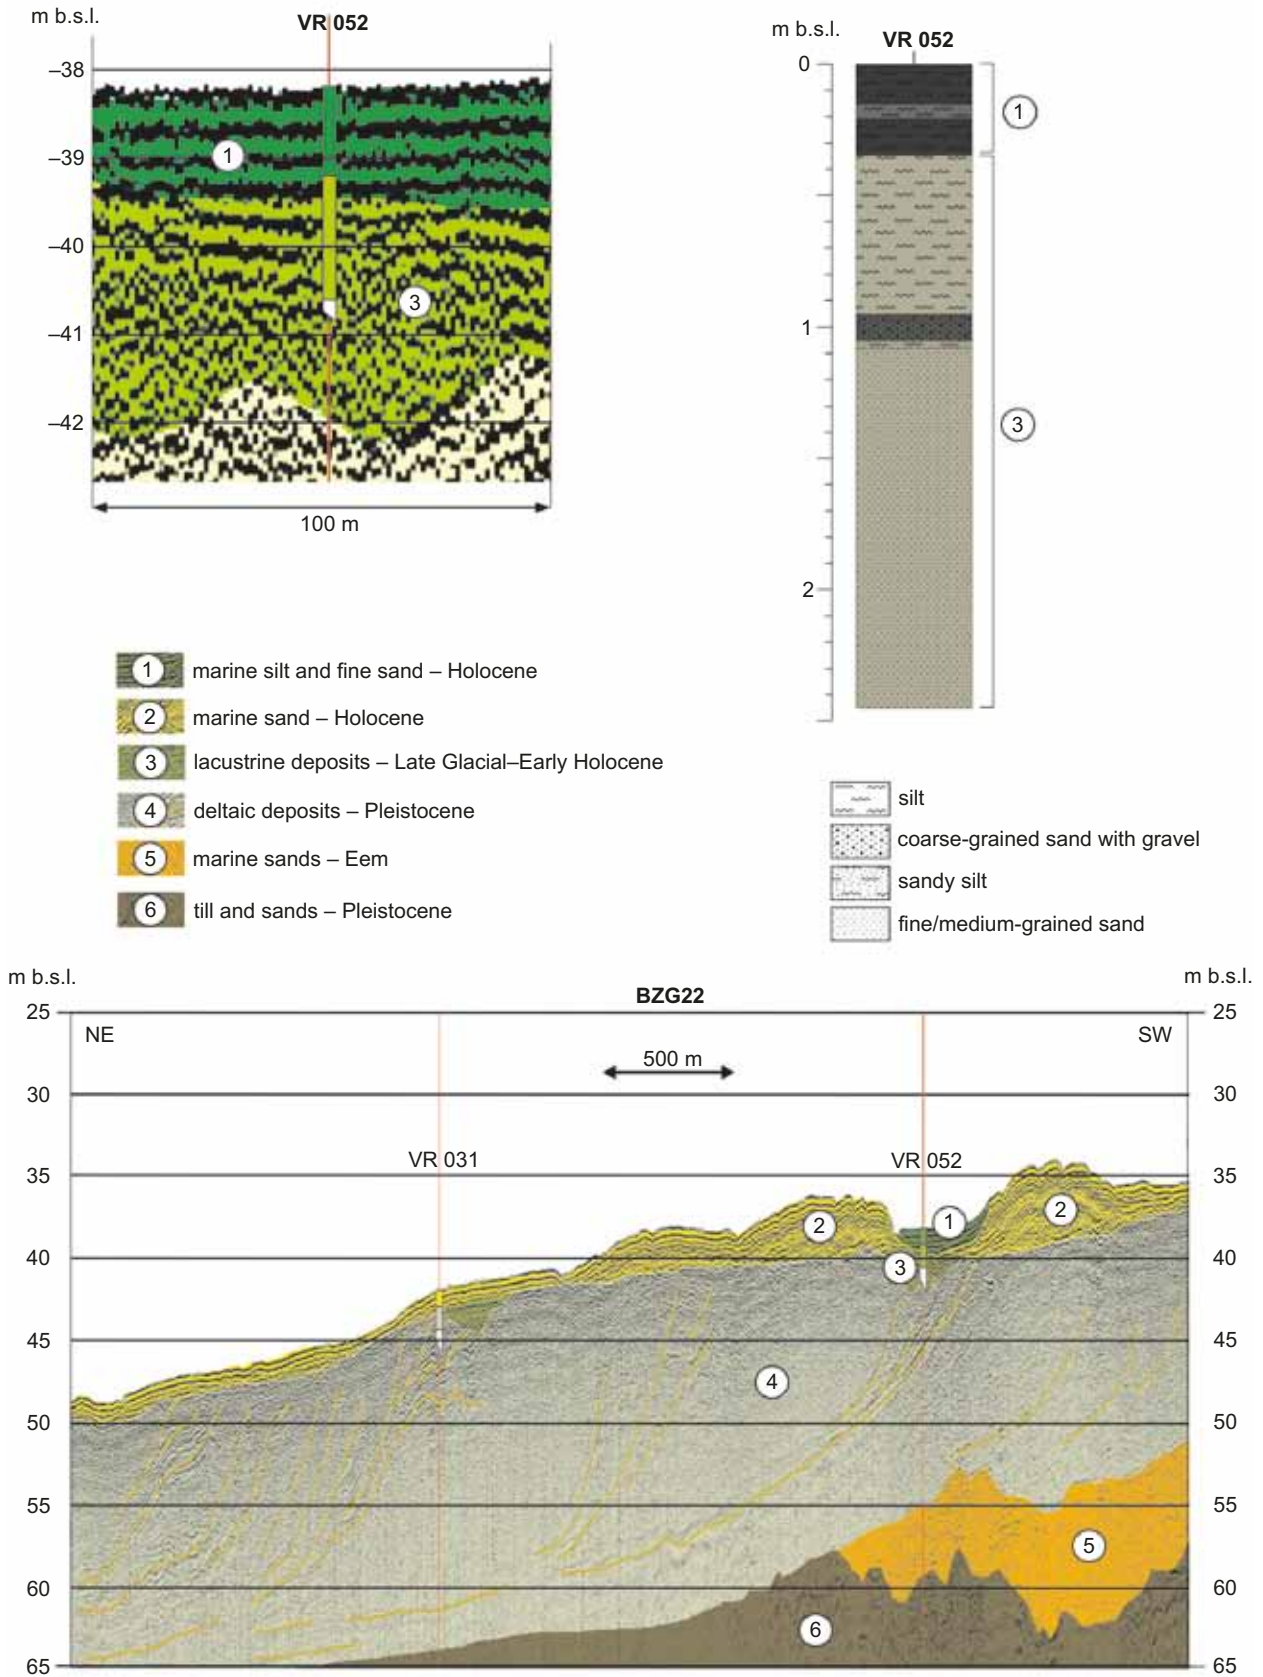 m b.s.l.
VR 052
–38
–39
–40
–41
–42
1
3
100 m
m b.s.l.
VR 052
0
1
2
1
3
1 marine silt and fine sand – Holocene
2 marine sand – Holocene
3 lacustrine deposits – Late Glacial–Early Holocene
4 deltaic deposits – Pleistocene
5 marine sands – Eem
6 till and sands – Pleistocene
silt
coarse-grained sand with gravel
sandy silt
fine/medium-grained sand
m b.s.l.
m b.s.l.
BZG22
25
25
NE
SW
500 m
30
30
VR 031
VR 052
35
35
2
1
2
40
3
40
45
45
4
50
50
55
55
5
60
60
6
65
65